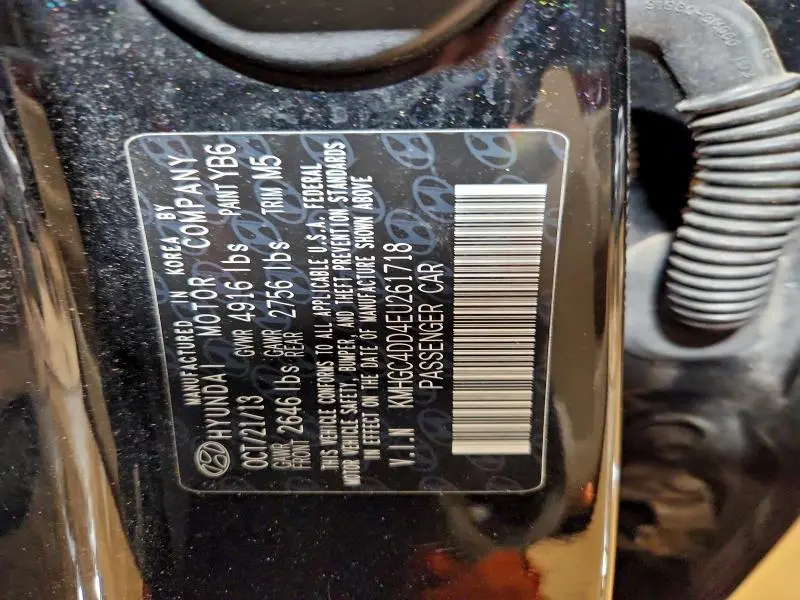 MANUFACTURED IN KOREA BY
HYUNDAI MOTOR COMPANY
OCT/21/13 GVWR 4916 lbs PAINT YB6
GAWR FRONT 2646 lbs GAWR REAR 2756 lbs TRIM M5
THIS VEHICLE CONFORMS TO ALL APPLICABLE U.S.A. FEDERAL
MOTOR VEHICLE SAFETY, BUMPER, AND THEFT PREVENTION STANDARDS
IN EFFECT ON THE DATE OF MANUFACTURE SHOWN ABOVE
V.I.N KMHGC4DD4EU261718
PASSENGER CAR